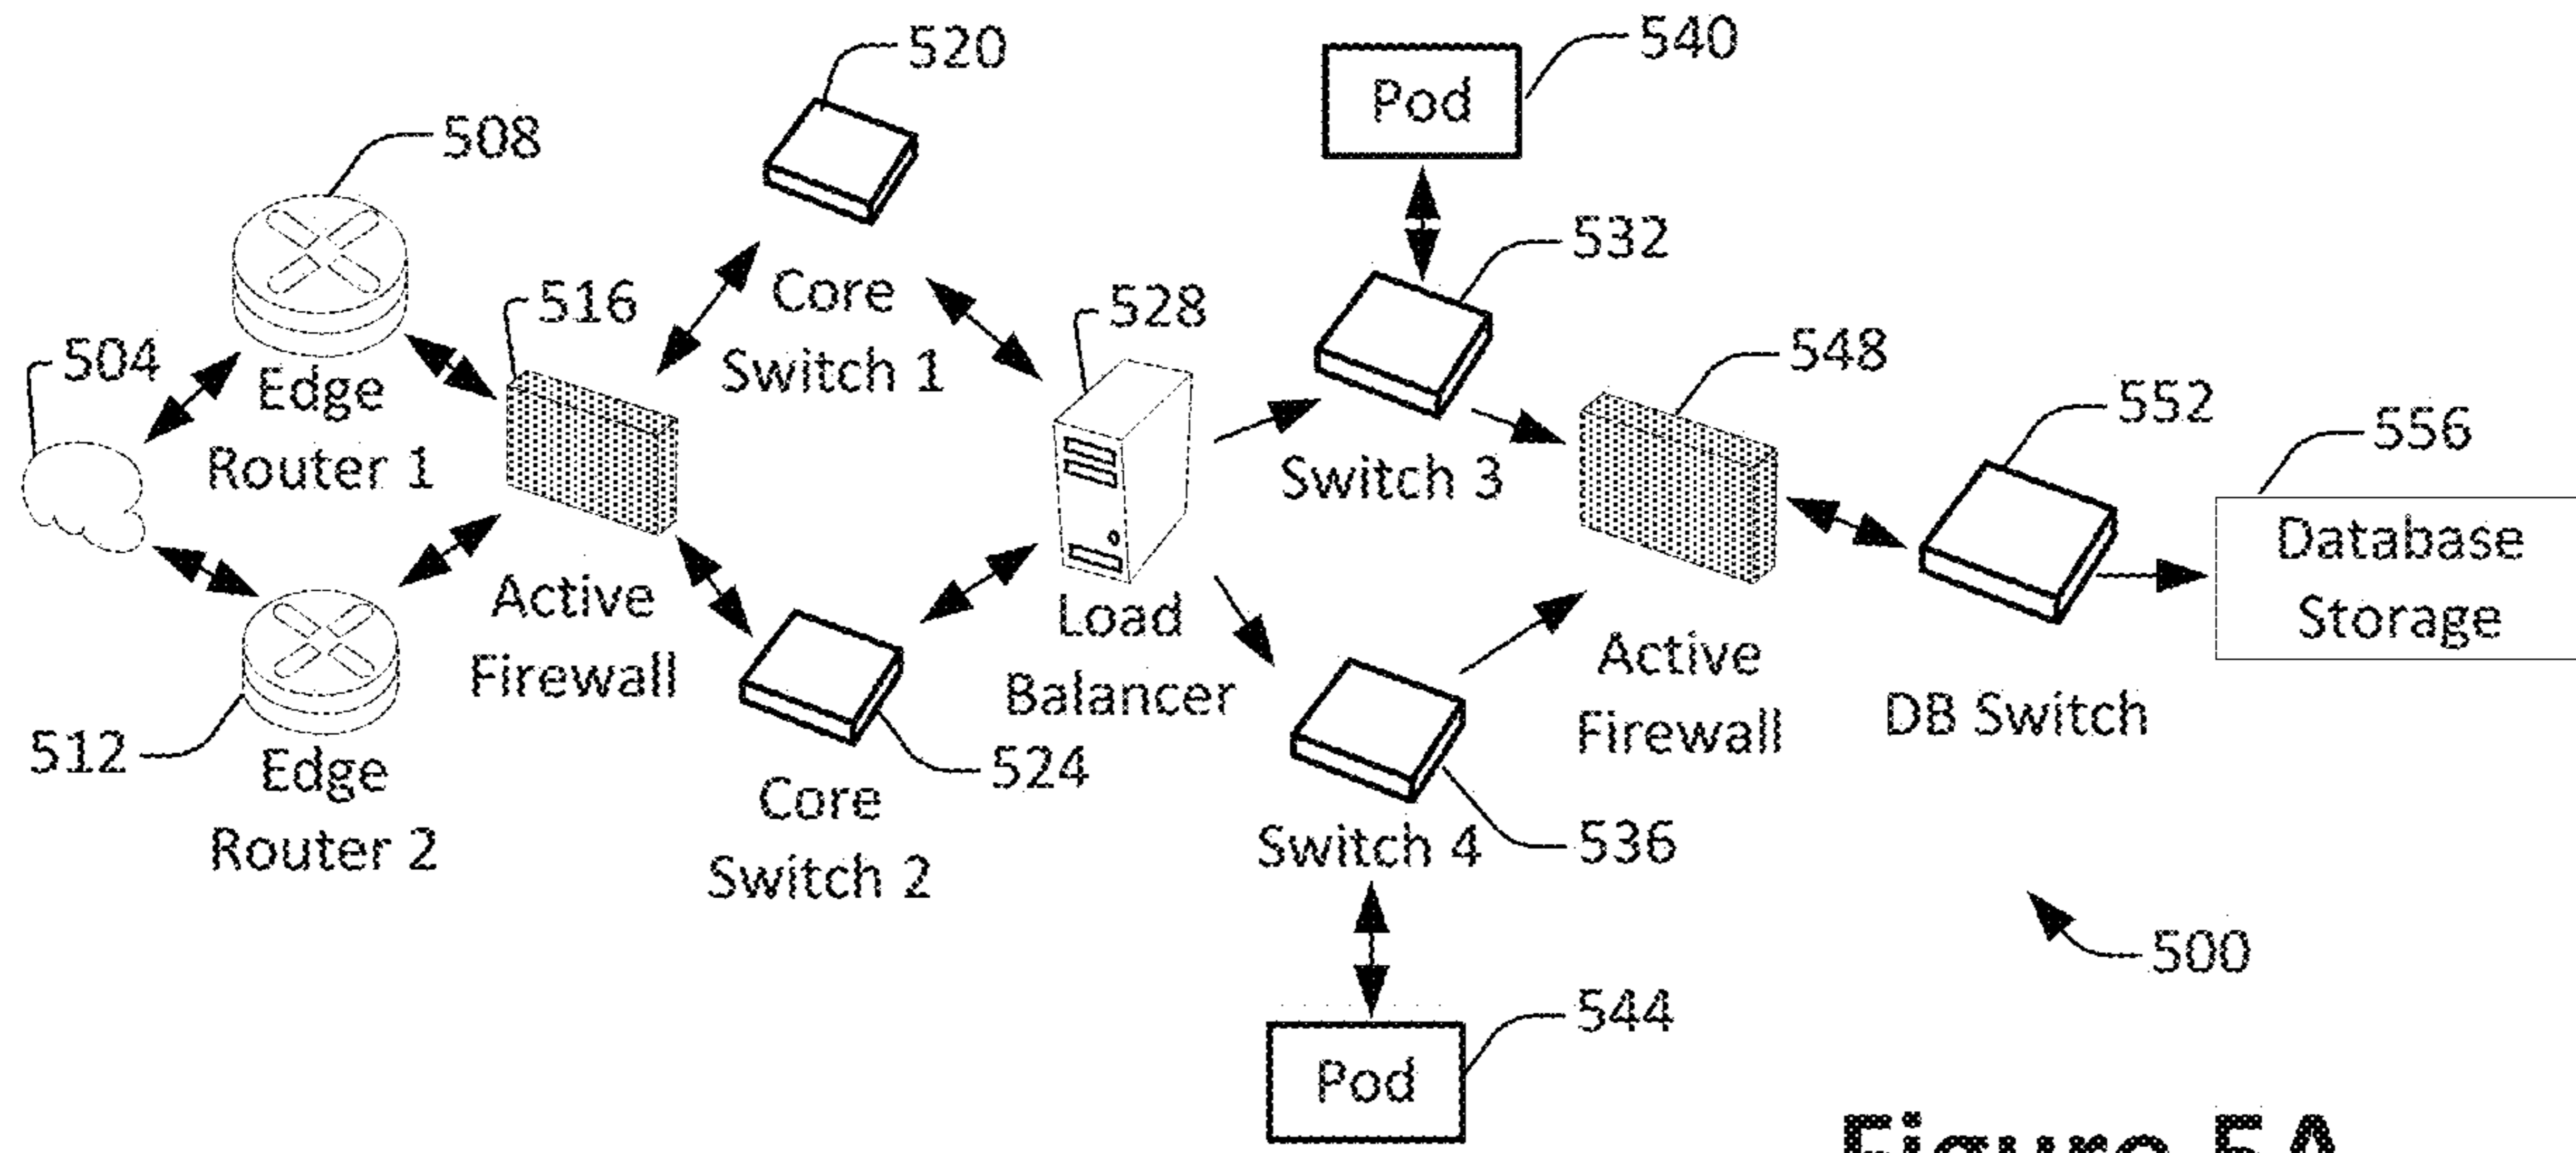 520
540
Pod
508
532
516
Core
Switch 1
528
548
504
Edge
Router 1
552
556
Switch 3
Database
Storage
Active
Firewall
Load
Balancer
Active
Firewall
DB Switch
512
Edge
Router 2
524
Core
Switch 2
Switch 4
536
500
544
Pod
Figure 5A